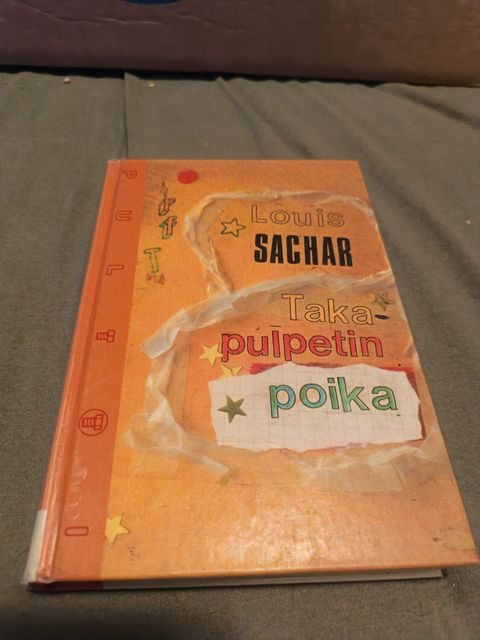 Louis
SACHAR
Taka-
pulpetin
poika